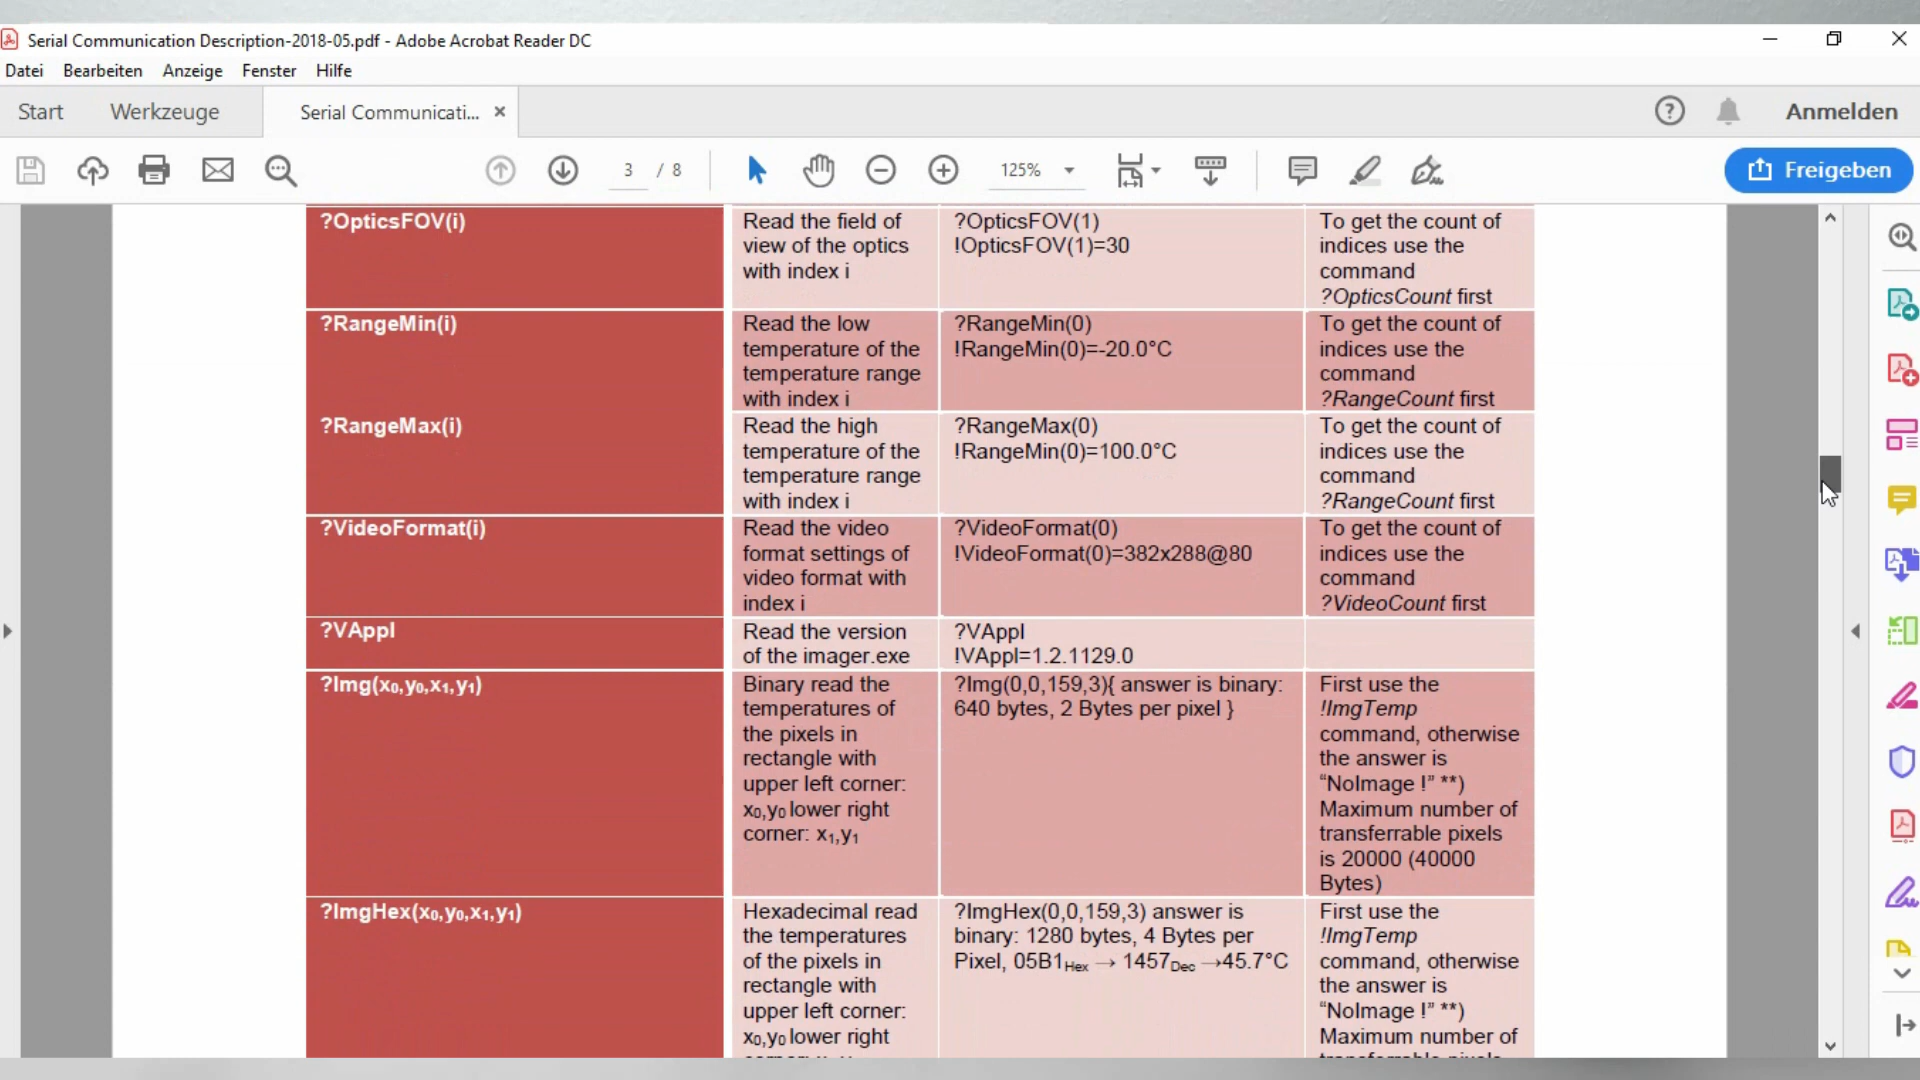 Serial Communication Description-2018-05.pdf - Adobe Acrobat Reader DC
Datei Bearbeiten Anzeige Fenster Hilfe
Start Werkzeuge Serial Communicati... × Anmelden
3 / 8 125% Freigeben
?OpticsFOV(i)
Read the field of
view of the optics
with index i
?OpticsFOV(1)
!OpticsFOV(1)=30
To get the count of
indices use the
command
?OpticsCount first
?RangeMin(i)
Read the low
temperature of the
temperature range
with index i
?RangeMin(0)
!RangeMin(0)=-20.0°C
To get the count of
indices use the
command
?RangeCount first
?RangeMax(i)
Read the high
temperature of the
temperature range
with index i
?RangeMax(0)
!RangeMin(0)=100.0°C
To get the count of
indices use the
command
?RangeCount first
?VideoFormat(i)
Read the video
format settings of
video format with
index i
?VideoFormat(0)
!VideoFormat(0)=382x288@80
To get the count of
indices use the
command
?VideoCount first
?VAppl
Read the version
of the imager.exe
?VAppl
!VAppl=1.2.1129.0
?Img(x₀,y₀,x₁,y₁)
Binary read the
temperatures of
the pixels in
rectangle with
upper left corner:
x₀,y₀ lower right
corner: x₁,y₁
?Img(0,0,159,3){ answer is binary:
640 bytes, 2 Bytes per pixel }
First use the
!ImgTemp
command, otherwise
the answer is
“NoImage !” **)
Maximum number of
transferrable pixels
is 20000 (40000
Bytes)
?ImgHex(x₀,y₀,x₁,y₁)
Hexadecimal read
the temperatures
of the pixels in
rectangle with
upper left corner:
x₀,y₀ lower right
?ImgHex(0,0,159,3) answer is
binary: 1280 bytes, 4 Bytes per
Pixel, 05B1Hex → 1457Dec →45.7°C
First use the
!ImgTemp
command, otherwise
the answer is
“NoImage !” **)
Maximum number of